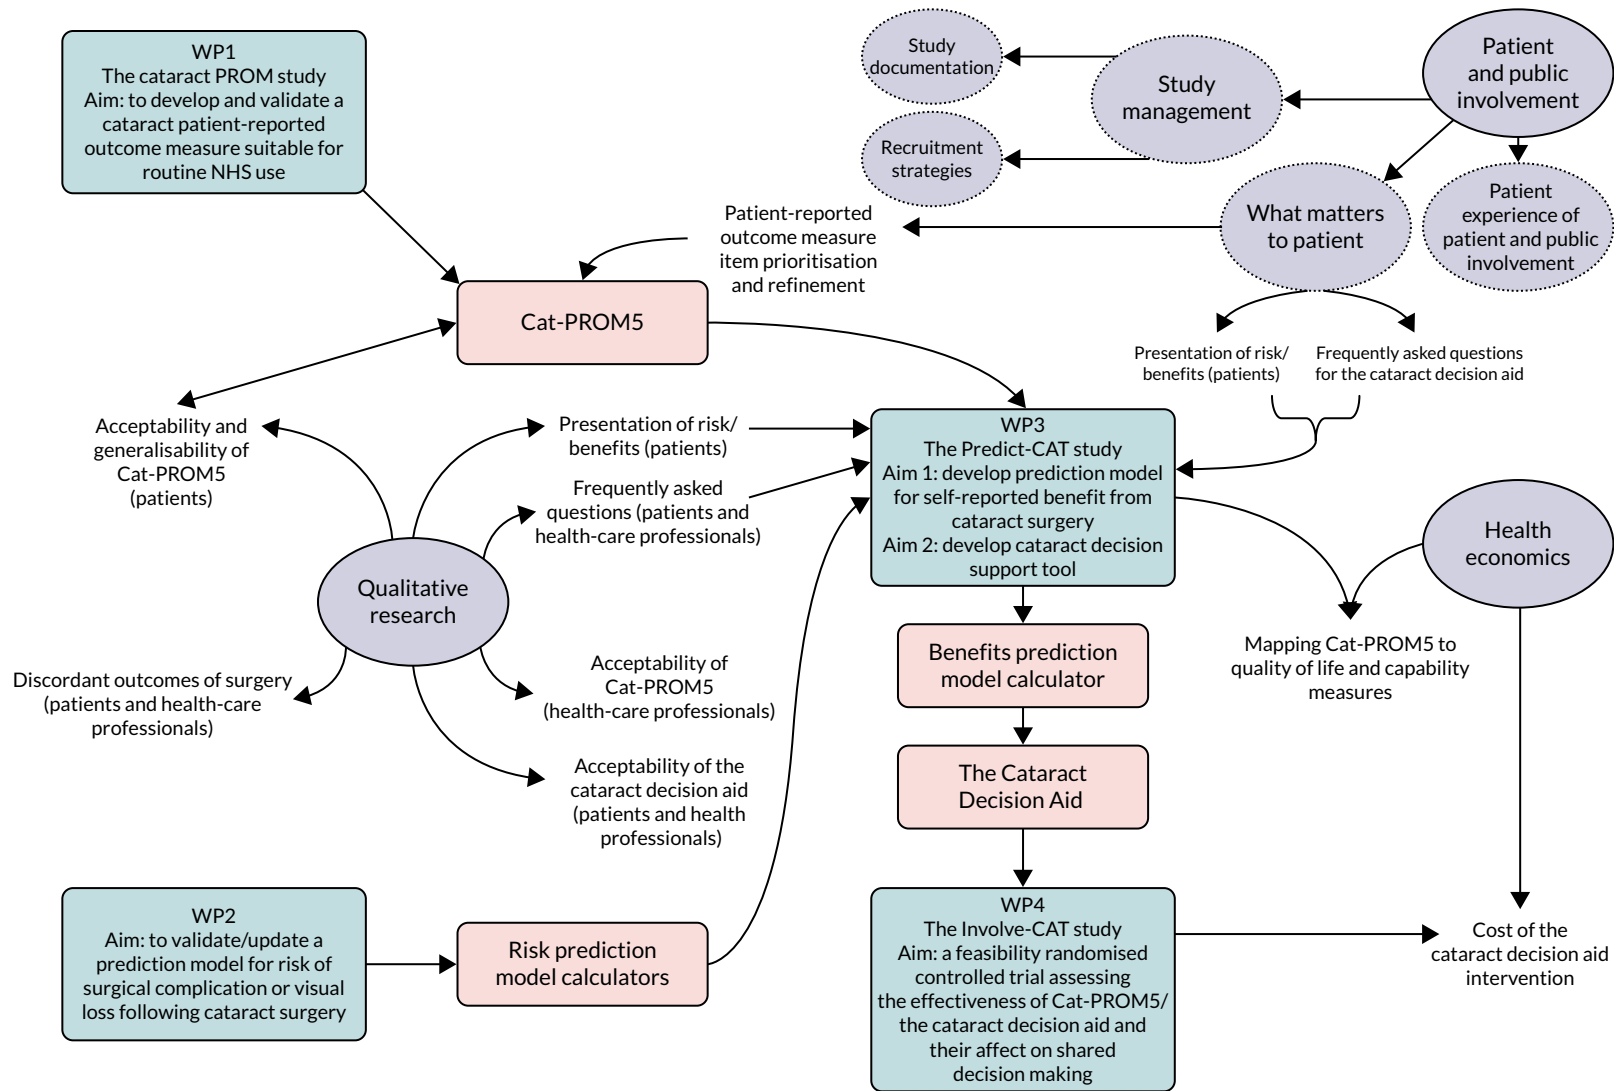 WP1
The cataract PROM study
Aim: to develop and validate a
cataract patient-reported
outcome measure suitable for
routine NHS use
Study
documentation
Recruitment
strategies
Study
management
Patient
and public
involvement
What matters
to patient
Patient
experience of
patient and public
involvement
Patient-reported
outcome measure
item prioritisation
and refinement
Cat-PROM5
Presentation of risk/
benefits (patients)
Frequently asked questions
for the cataract decision aid
Acceptability and
generalisability of
Cat-PROM5
(patients)
Presentation of risk/
benefits (patients)
Frequently asked
questions (patients and
health-care professionals)
WP3
The Predict-CAT study
Aim 1: develop prediction model
for self-reported benefit from
cataract surgery
Aim 2: develop cataract decision
support tool
Health
economics
Qualitative
research
Benefits prediction
model calculator
Mapping Cat-PROM5 to
quality of life and capability
measures
Discordant outcomes of surgery
(patients and health-care
professionals)
Acceptability of
Cat-PROM5
(health-care professionals)
Acceptability of the
cataract decision aid
(patients and health
professionals)
The Cataract
Decision Aid
WP2
Aim: to validate/update a
prediction model for risk of
surgical complication or visual
loss following cataract surgery
Risk prediction
model calculators
WP4
The Involve-CAT study
Aim: a feasibility randomised
controlled trial assessing
the effectiveness of Cat-PROM5/
the cataract decision aid and
their affect on shared
decision making
Cost of the
cataract decision aid
intervention